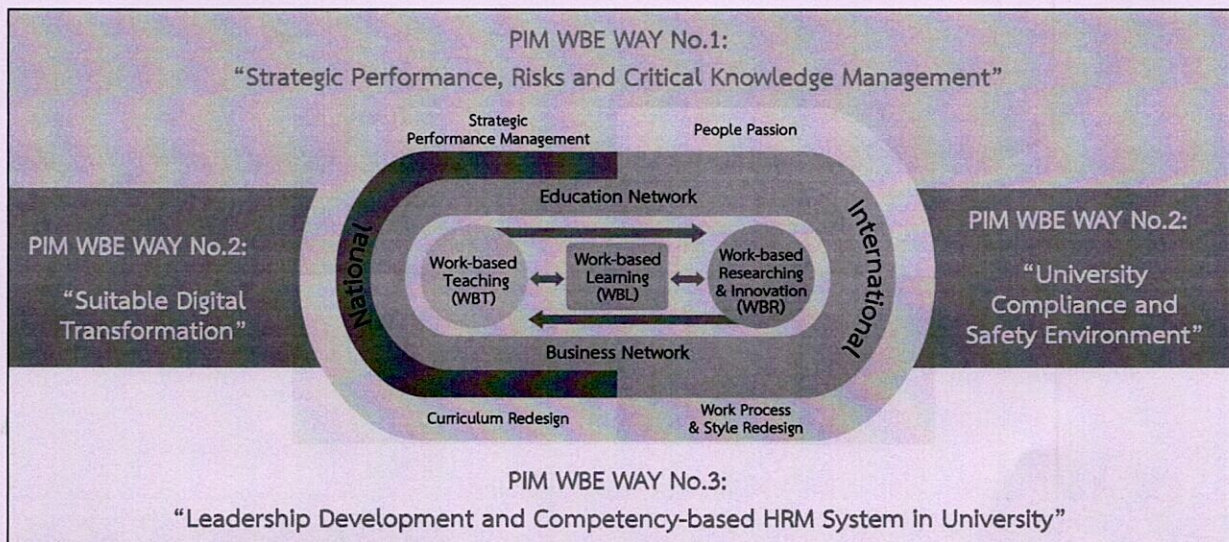 PIM WBE WAY No.1:
“Strategic Performance, Risks and Critical Knowledge Management”
Strategic
Performance Management
People Passion
National
Education Network
International
PIM WBE WAY No.2:
“Suitable Digital
Transformation”
Work-based
Teaching
(WBT)
Work-based
Learning
(WBL)
Work-based
Researching
& Innovation
(WBR)
PIM WBE WAY No.2:
“University
Compliance and
Safety Environment”
Business Network
Curriculum Redesign
Work Process
& Style Redesign
PIM WBE WAY No.3:
“Leadership Development and Competency-based HRM System in University”